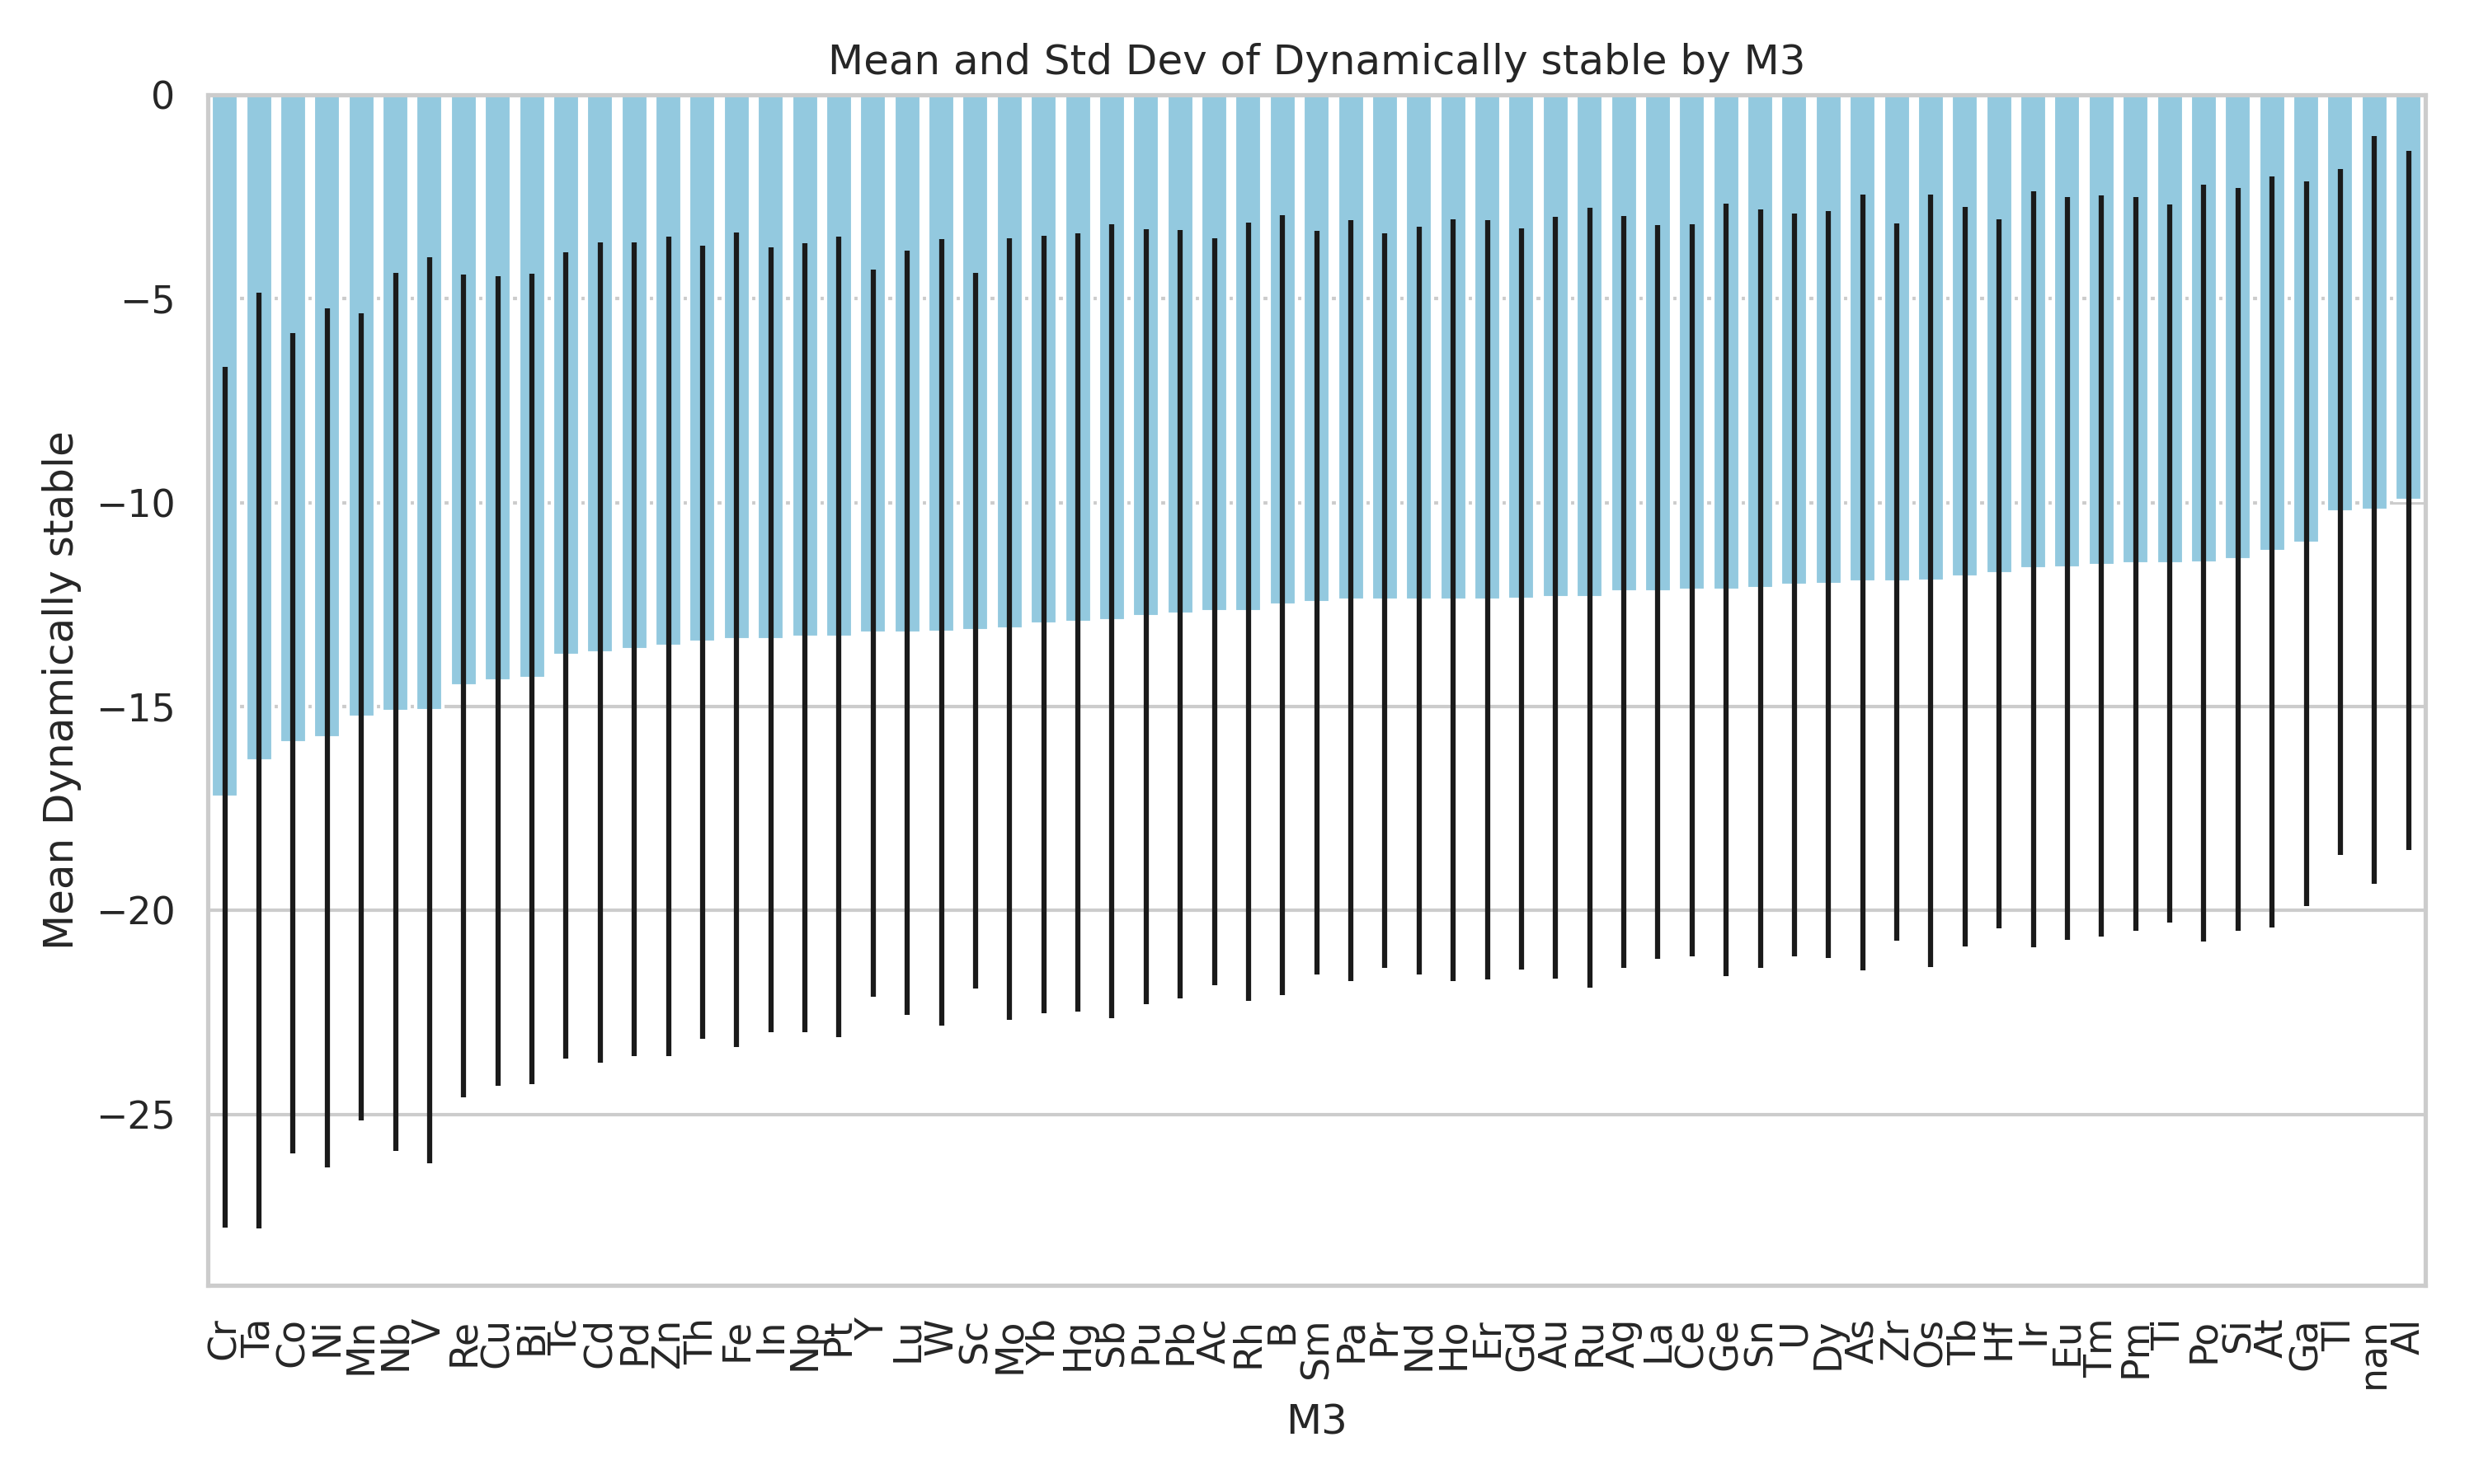 Mean and Std Dev of Dynamically stable by M3
Mean Dynamically stable
0
−5
−10
−15
−20
−25
Cr Ta Co Ni Mn Nb V Re Cu Bi Tc Cd Pd Zn Th Fe In Np Pt Y Lu W Sc Mo Yb Hg Sb Pu Pb Ac Rh B Sm Pa Pr Nd Ho Er Gd Au Ru Ag La Ce Ge Sn U Dy As Zr Os Tb Hf Ir Eu Tm Pm Ti Po Si At Ga Tl nan Al
M3